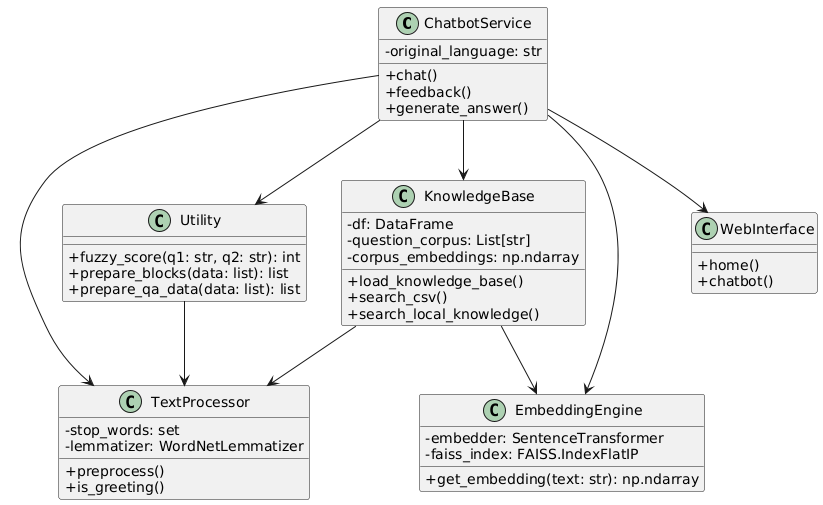 C ChatbotService
-original_language: str
+chat()
+feedback()
+generate_answer()
C Utility
+fuzzy_score(q1: str, q2: str): int
+prepare_blocks(data: list): list
+prepare_qa_data(data: list): list
C KnowledgeBase
-df: DataFrame
-question_corpus: List[str]
-corpus_embeddings: np.ndarray
+load_knowledge_base()
+search_csv()
+search_local_knowledge()
C WebInterface
+home()
+chatbot()
C TextProcessor
-stop_words: set
-lemmatizer: WordNetLemmatizer
+preprocess()
+is_greeting()
C EmbeddingEngine
-embedder: SentenceTransformer
-faiss_index: FAISS.IndexFlatIP
+get_embedding(text: str): np.ndarray